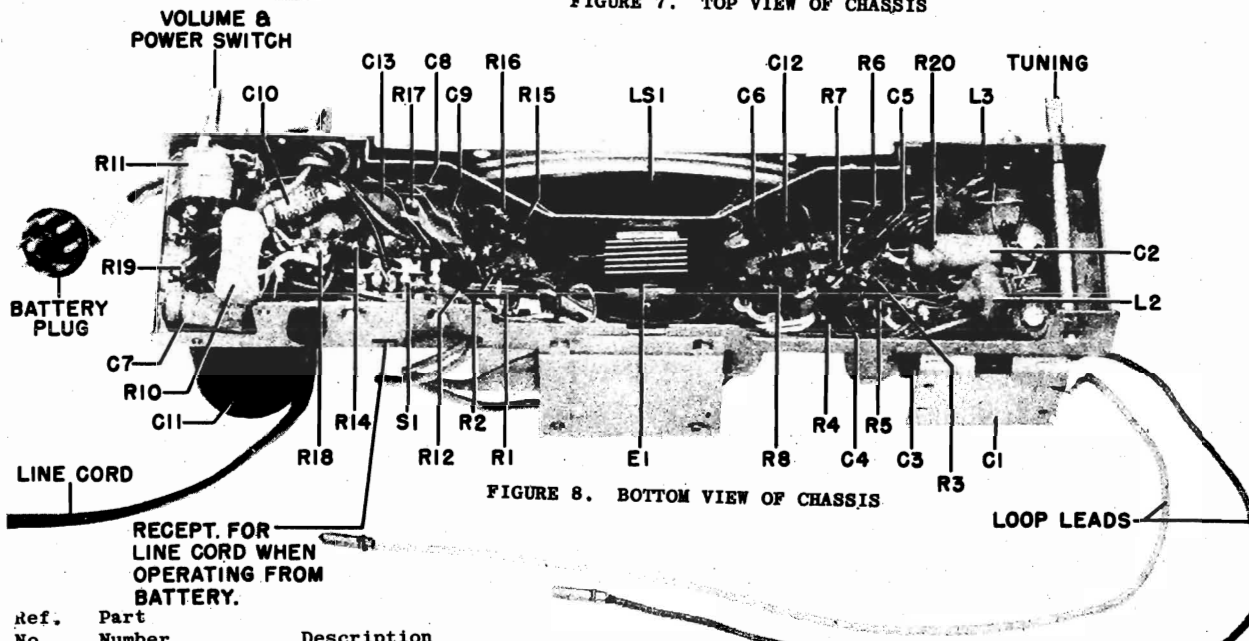 FIGURE 7. TOP VIEW OF CHASSIS
VOLUME &
POWER SWITCH
C10
C13
R17
C8
C9
R16
R15
LS1
C6
C12
R7
R6
C5
R20
L3
TUNING
R11
R19
BATTERY
PLUG
C7
R10
C11
C2
L2
R18
R14
S1
R12
R2
R1
E1
R8
R4
C4
R5
C3
R3
C1
LINE CORD
FIGURE 8. BOTTOM VIEW OF CHASSIS
LOOP LEADS
RECEPT. FOR
LINE CORD WHEN
OPERATING FROM
BATTERY.
Ref. Part
No. Number Description